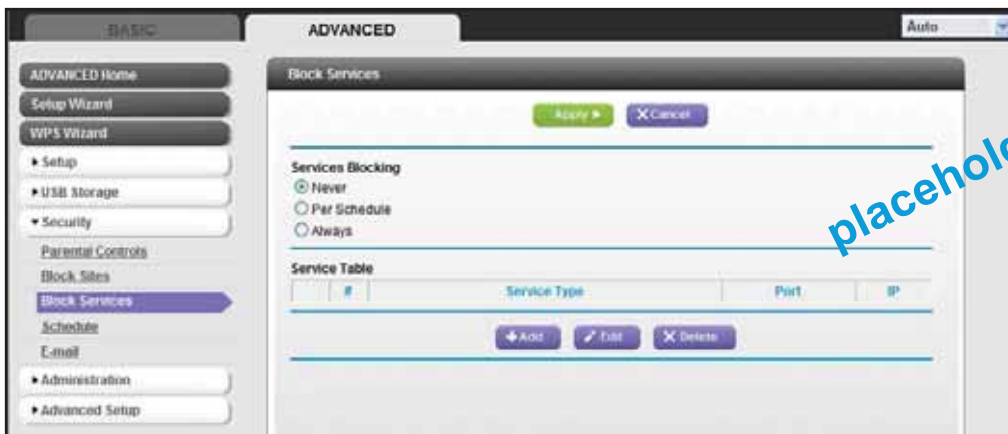 BASIC
ADVANCED
Auto
ADVANCED Home
Setup Wizard
WPS Wizard
Setup
USB Storage
Security
Parental Controls
Block Sites
Block Services
Schedule
E-mail
Administration
Advanced Setup
Block Services
Apply
Cancel
Services Blocking
Never
Per Schedule
Always
Service Table
# Service Type Port IP
Add Edit Delete
placehol